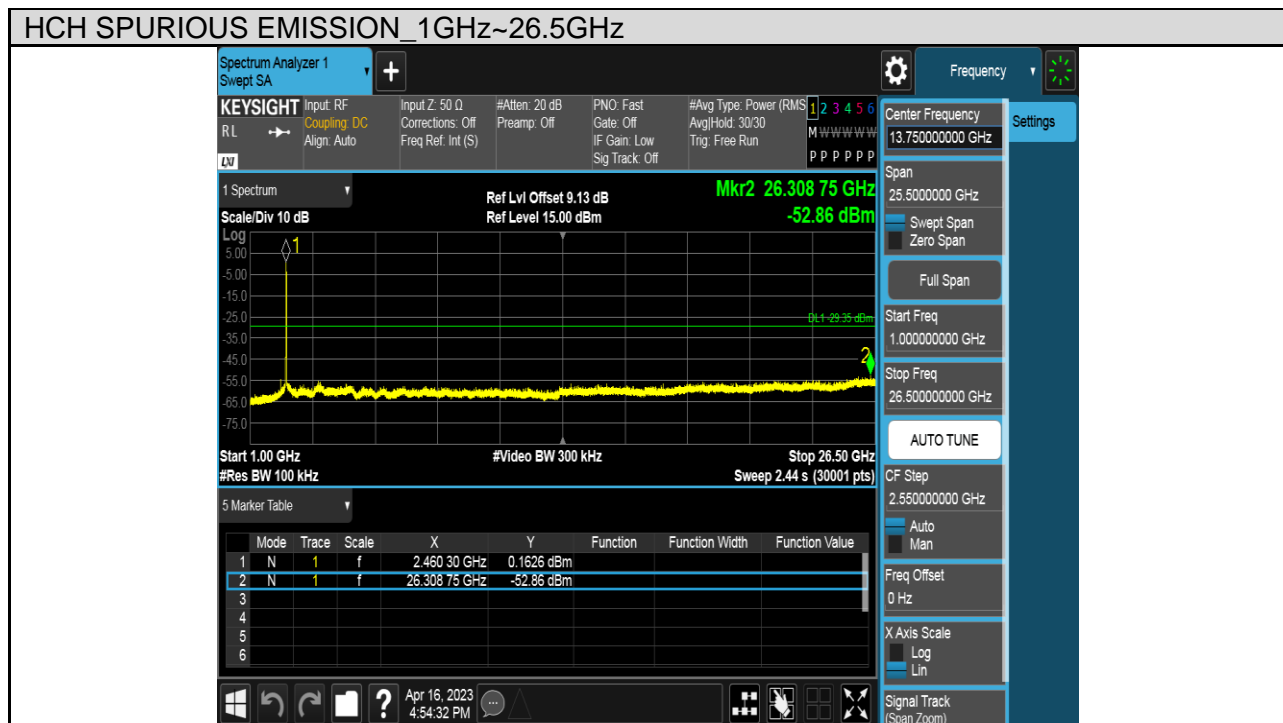 HCH SPURIOUS EMISSION_1GHz~26.5GHz
Spectrum Analyzer 1
Swept SA
Frequency
KEYSIGHT
RL
LXI
Input: RF
Coupling: DC
Align: Auto
Input Z: 50 Ω
Corrections: Off
Freq Ref: Int (S)
#Atten: 20 dB
Preamp: Off
PNO: Fast
Gate: Off
IF Gain: Low
Sig Track: Off
#Avg Type: Power (RMS
Avg|Hold: 30/30
Trig: Free Run
1 2 3 4 5 6
M W W W W W
P P P P P P
1 Spectrum
Scale/Div 10 dB
Ref Lvl Offset 9.13 dB
Ref Level 15.00 dBm
Mkr2 26.308 75 GHz
-52.86 dBm
Log
5.00
-5.00
-15.0
-25.0
-35.0
-45.0
-55.0
-65.0
-75.0
1
DL1 -29.35 dBm
2
Start 1.00 GHz
#Video BW 300 kHz
Stop 26.50 GHz
#Res BW 100 kHz
Sweep 2.44 s (30001 pts)
5 Marker Table
Mode Trace Scale X Y Function Function Width Function Value
1 N 1 f 2.460 30 GHz 0.1626 dBm
2 N 1 f 26.308 75 GHz -52.86 dBm
3
4
5
6
Apr 16, 2023
4:54:32 PM
Center Frequency
13.750000000 GHz
Settings
Span
25.5000000 GHz
Swept Span
Zero Span
Full Span
Start Freq
1.000000000 GHz
Stop Freq
26.500000000 GHz
AUTO TUNE
CF Step
2.550000000 GHz
Auto
Man
Freq Offset
0 Hz
X Axis Scale
Log
Lin
Signal Track
(Span Zoom)